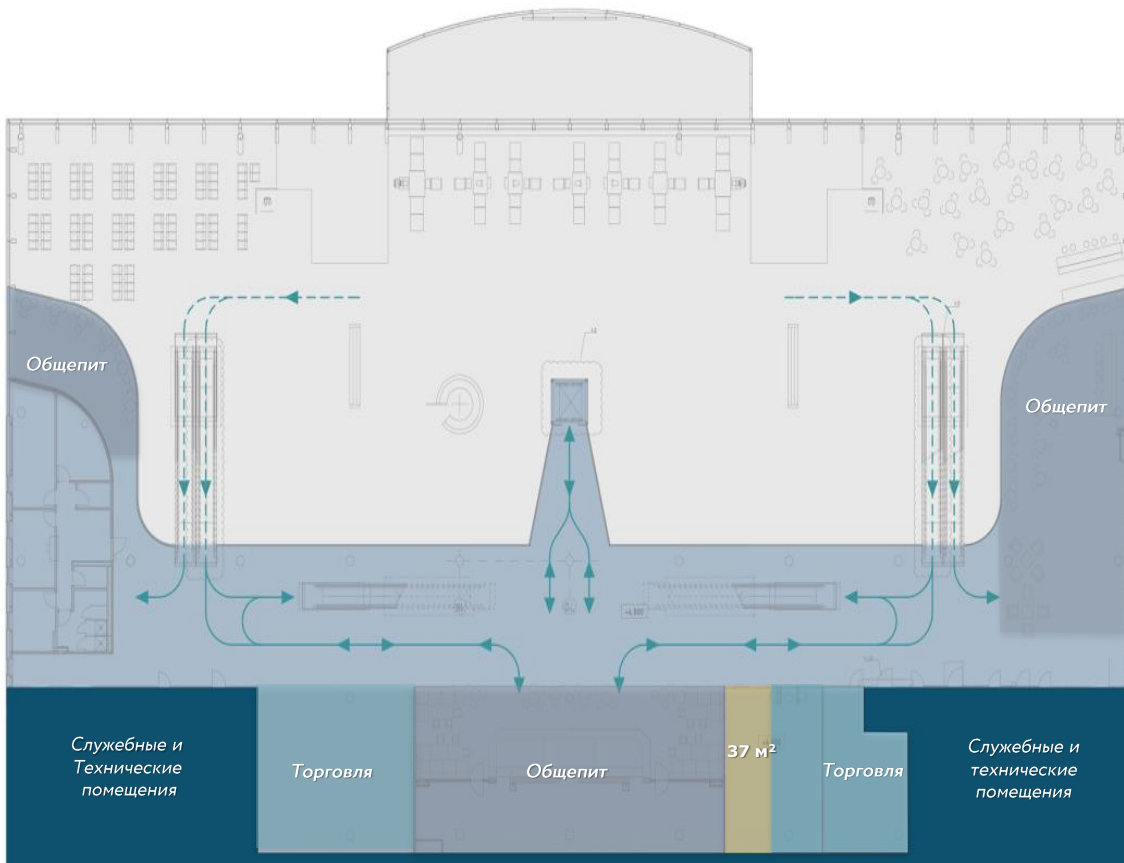 Общепит
Общепит
Служебные и
Технические
помещения
Торговля
Общепит
37 м²
Торговля
Служебные и
технические
помещения